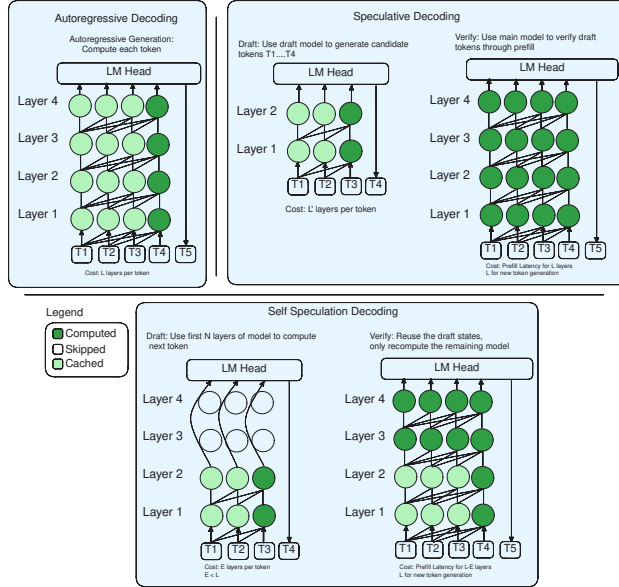 Autoregressive Decoding
Autoregressive Generation:
Compute each token
LM Head
Layer 4
Layer 3
Layer 2
Layer 1
T1 T2 T3 T4 T5
Cost: L layers per token
Speculative Decoding
Draft: Use draft model to generate candidate
tokens T1....T4
LM Head
Layer 2
Layer 1
T1 T2 T3 T4
Cost: L' layers per token
Verify: Use main model to verify draft
tokens through prefill
LM Head
Layer 4
Layer 3
Layer 2
Layer 1
T1 T2 T3 T4 T5
Cost: Prefill Latency for L layers
L for new token generation
Legend
Computed
Skipped
Cached
Self Speculation Decoding
Draft: Use first N layers of model to compute
next token
LM Head
Layer 4
Layer 3
Layer 2
Layer 1
T1 T2 T3 T4
Cost: E layers per token
E < L
Verify: Reuse the draft states,
only recompute the remaining model
LM Head
Layer 4
Layer 3
Layer 2
Layer 1
T1 T2 T3 T4 T5
Cost: Prefill Latency for L-E layers
L for new token generation